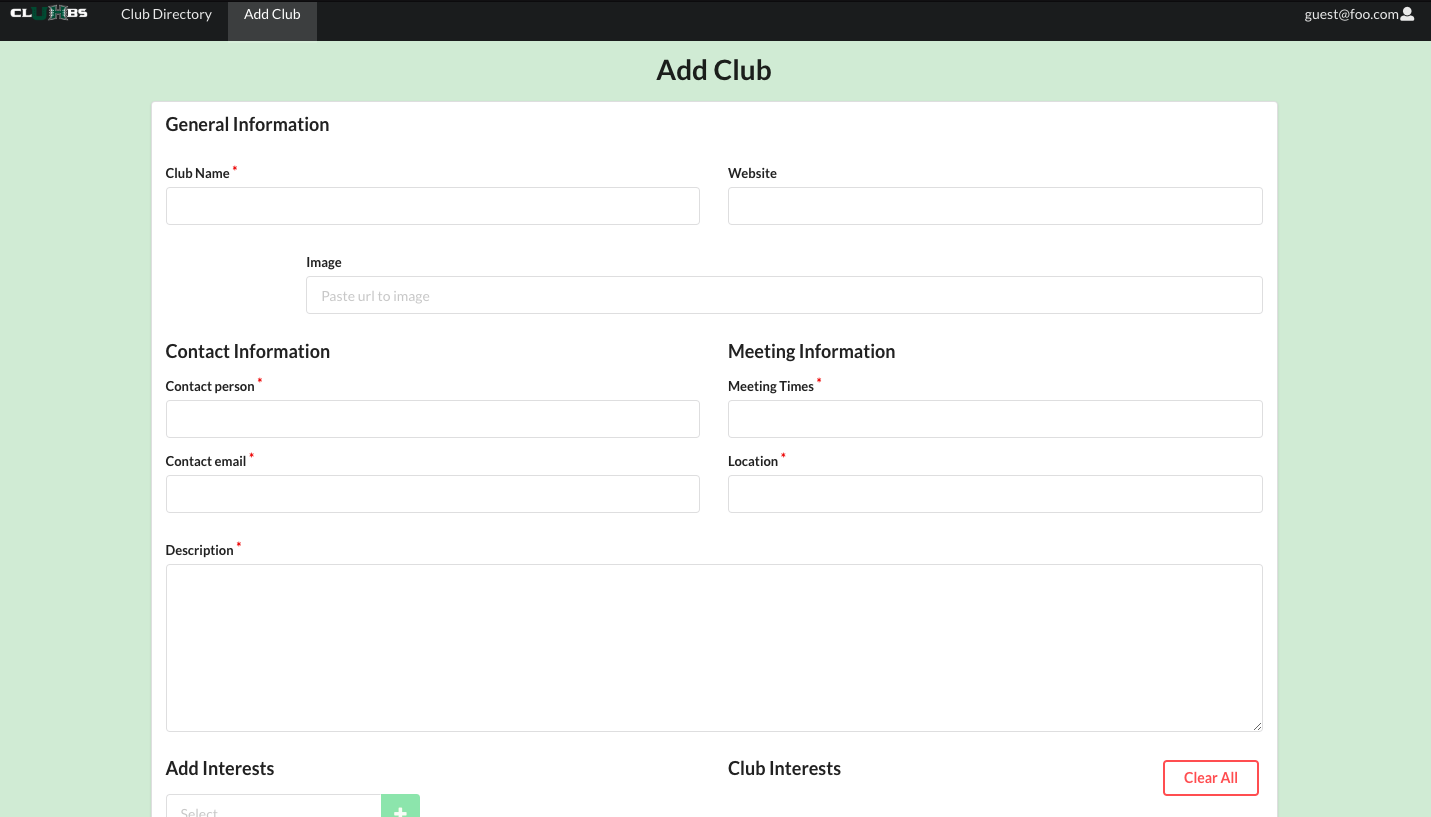 CLUHBS Club Directory Add Club guest@foo.com
Add Club
General Information
Club Name * Website
Image
Paste url to image
Contact Information Meeting Information
Contact person * Meeting Times *
Contact email * Location *
Description *
Add Interests Club Interests Clear All
Select